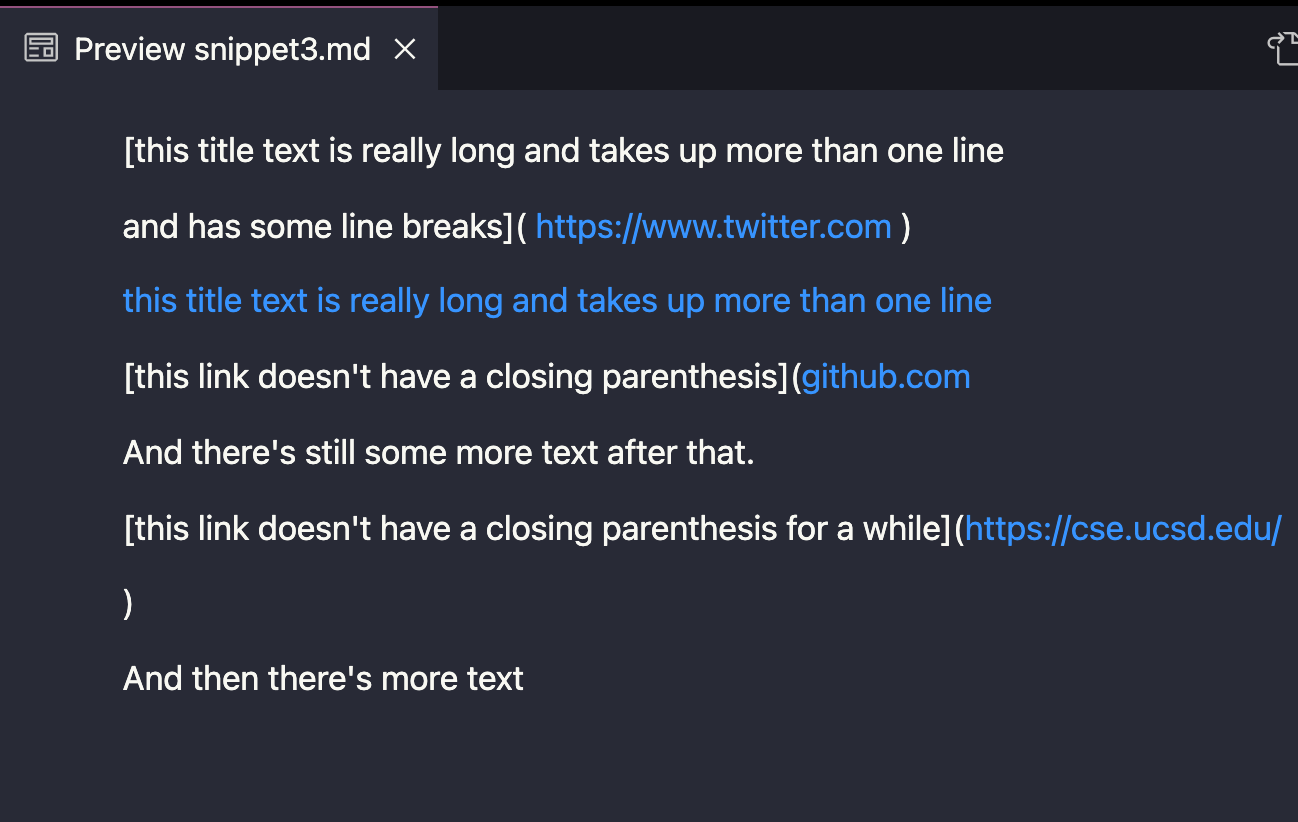 Preview snippet3.md
[this title text is really long and takes up more than one line
and has some line breaks]( https://www.twitter.com )
this title text is really long and takes up more than one line
[this link doesn't have a closing parenthesis](github.com
And there's still some more text after that.
[this link doesn't have a closing parenthesis for a while](https://cse.ucsd.edu/
)
And then there's more text